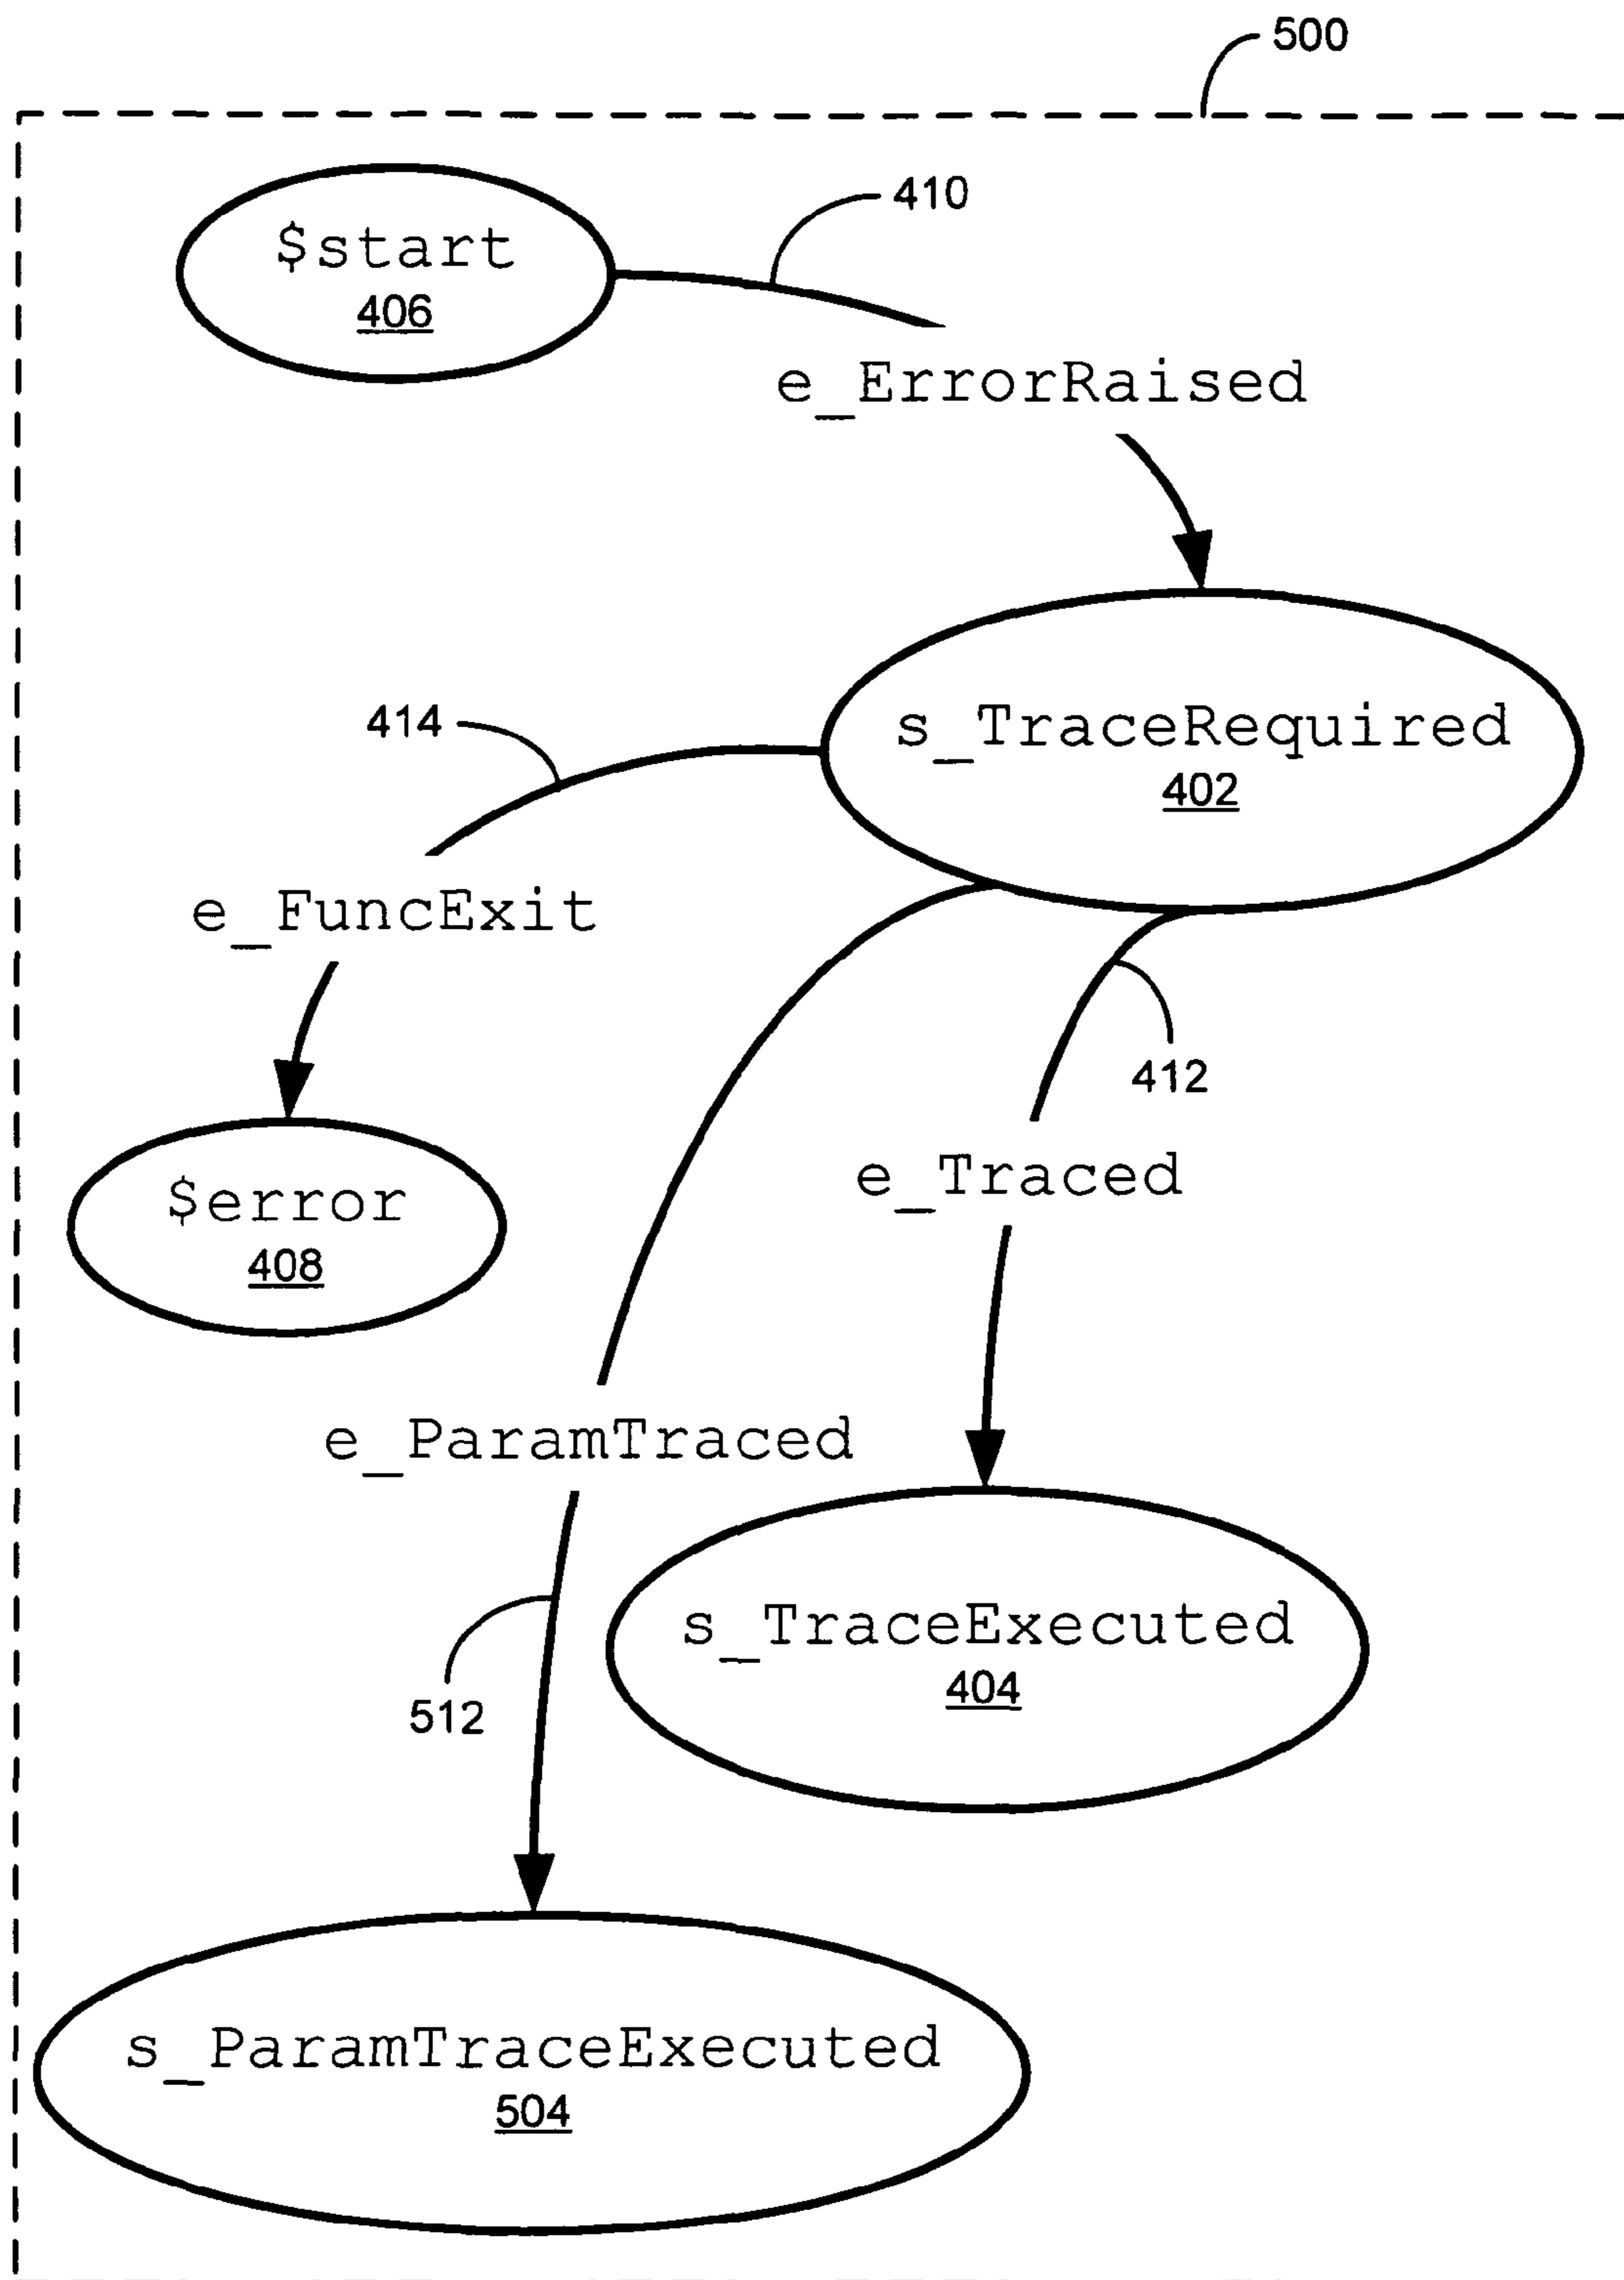 500
410
$start
406
e_ErrorRaised
414
s_TraceRequired
402
e_FuncExit
412
e_Traced
$error
408
e_ParamTraced
s_TraceExecuted
404
512
s_ParamTraceExecuted
504